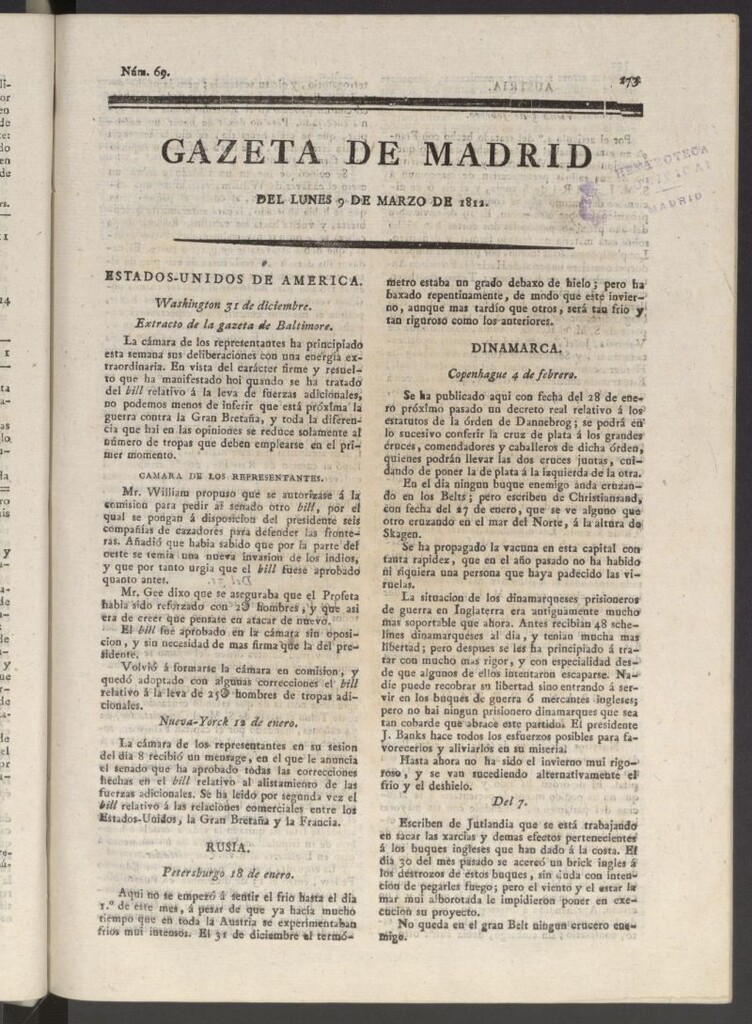 Núm. 69.
273
GAZETA DE MADRID
DEL LUNES 9 DE MARZO DE 1812.
HEMEROTECA
MUNICIPAL
MADRID
ESTADOS-UNIDOS DE AMERICA.
Washington 31 de diciembre.
Extracto de la gazeta de Baltimore.
La cámara de los representantes ha principiado
esta semana sus deliberaciones con una energía ex-
traordinaria. En vista del carácter firme y resuel-
to que ha manifestado hoi quando se ha tratado
del bill relativo á la leva de fuerzas adicionales,
no podemos menos de inferir que está próxima la
guerra contra la Gran Bretaña, y toda la diferen-
cia que hai en las opiniones se reduce solamente al
número de tropas que deben emplearse en el pri-
mer momento.
CAMARA DE LOS REPRESENTANTES.
Mr. William propuso que se autorizase á la
comision para pedir al senado otro bill, por el
qual se pongan á disposicion del presidente seis
compañías de cazadores para defender las fronte-
ras. Añadió que habia sabido que por la parte del
oeste se temia una nueva invasion de los indios,
y que por tanto urgia que el bill fuese aprobado
quanto antes.
Mr. Gee dixo que se aseguraba que el Profeta
habia sido reforzado con 2@ hombres, y que asi
era de creer que pensase en atacar de nuevo.
El bill fue aprobado en la cámara sin oposi-
cion, y sin necesidad de mas firma que la del pre-
sidente.
Volvió á formarse la cámara en comision, y
quedó adoptado con algunas correcciones el bill
relativo á la leva de 25@ hombres de tropas adi-
cionales.
Nueva-Yorck 12 de enero.
La cámara de los representantes en su sesion
del dia 8 recibió un mensage, en el que le anuncia
el senado que ha aprobado todas las correcciones
hechas en el bill relativo al alistamiento de las
fuerzas adicionales. Se ha leido por segunda vez el
bill relativo á las relaciones comerciales entre los
Estados-Unidos, la Gran Bretaña y la Francia.
RUSIA.
Petersburgo 18 de enero.
Aqui no se empezó á sentir el frio hasta el dia
1.º de este mes, á pesar de que ya hacía mucho
tiempo que en toda la Austria se experimentaban
frios mui intensos. El 31 de diciembre el termó-
metro estaba un grado debaxo de hielo; pero ha
baxado repentinamente, de modo que este invier-
no, aunque mas tardio que otros, será tan frio y
tan riguroso como los anteriores.
DINAMARCA.
Copenhague 4 de febrero.
Se ha publicado aqui con fecha del 28 de ene-
ro próximo pasado un decreto real relativo á los
estatutos de la órden de Dannebrog; se podrá en
lo sucesivo conferir la cruz de plata á los grandes
cruces, comendadores y caballeros de dicha órden,
quienes podrán llevar las dos cruces juntas, cui-
dando de poner la de plata á la izquierda de la otra.
En el dia ningun buque enemigo anda cruzan-
do en los Belts; pero escriben de Christiansand,
con fecha del 27 de enero, que se ve alguno que
otro cruzando en el mar del Norte, á la altura de
Skagen.
Se ha propagado la vacuna en esta capital con
tanta rapidez, que en el año pasado no ha habido
ni siquiera una persona que haya padecido las vi-
ruelas.
La situacion de los dinamarqueses prisioneros
de guerra en Inglaterra era antiguamente mucho
mas soportable que ahora. Antes recibian 48 sche-
lines dinamarqueses al dia, y tenian mucha mas
libertad; pero despues se les ha principiado á tra-
tar con mucho mas rigor, y con especialidad des-
de que algunos de ellos intentaron escaparse. Na-
die puede recobrar su libertad sino entrando á ser-
vir en los buques de guerra ó mercantes ingleses;
pero no hai ningun prisionero dinamarques que sea
tan cobarde que abrace este partido. El presidente
J. Banks hace todos los esfuerzos posibles para fa-
vorecerlos y aliviarlos en su miseria.
Hasta ahora no ha sido el invierno mui rigo-
roso, y se van sucediendo alternativamente el
frio y el deshielo.
Del 7.
Escriben de Jutlandia que se está trabajando
en sacar las xarcias y demas efectos pertenecientes
á los buques ingleses que han dado á la costa. El
dia 30 del mes pasado se acercó un brick ingles á
los destrozos de éstos buques, sin duda con inten-
cion de pegarles fuego; pero el viento y el estar la
mar mui alborotada le impidieron poner en exe-
cucion su proyecto.
No queda en el gran Belt ningun crucero ene-
migo.